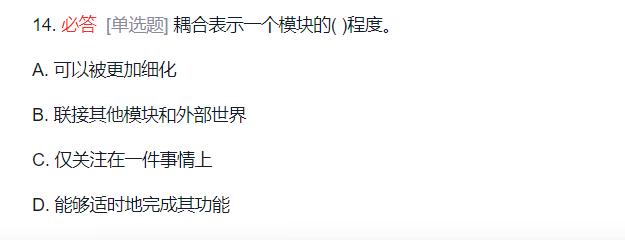 14. 必答 [单选题] 耦合表示一个模块的( )程度。
A. 可以被更加细化
B. 联接其他模块和外部世界
C. 仅关注在一件事情上
D. 能够适时地完成其功能